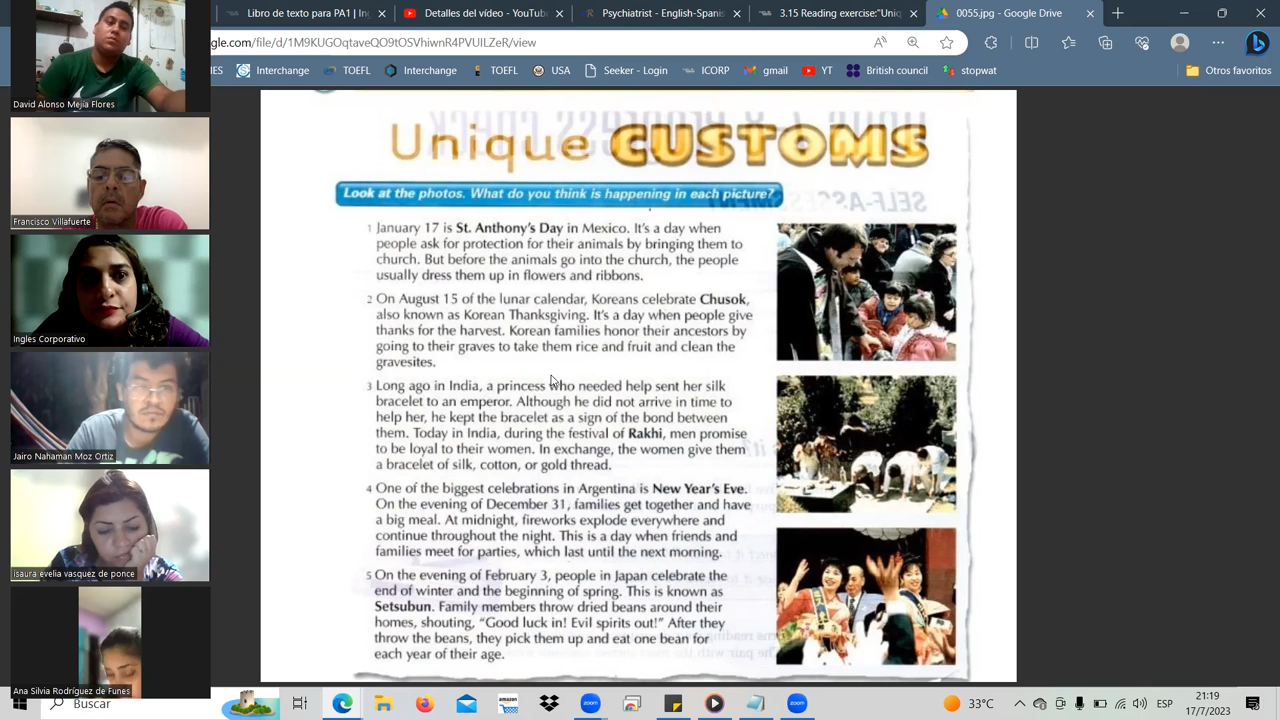 Libro de texto para PA1 | In
Detalles del vídeo - YouTub
Psychiatrist - English-Spanis
3.15 Reading exercise:"Uniq
0055.jpg - Google Drive
gle.com/file/d/1M9KUGOqtaveQO9tOSVhiwnR4PVUILZeR/view
ES
Interchange
TOEFL
Interchange
TOEFL
USA
Seeker - Login
ICORP
gmail
YT
British council
stopwat
Otros favoritos
David Alonso Mejía Flores
Francisco Villafuerte
Ingles Corporativo
Jairo Nahaman Moz Ortiz
isaura evelia vasquez de ponce
Ana Silvia Rodríguez de Funes
Unique CUSTOMS
Look at the photos. What do you think is happening in each picture?
1 January 17 is St. Anthony's Day in Mexico. It's a day when
people ask for protection for their animals by bringing them to
church. But before the animals go into the church, the people
usually dress them up in flowers and ribbons.
2 On August 15 of the lunar calendar, Koreans celebrate Chusok,
also known as Korean Thanksgiving. It's a day when people give
thanks for the harvest. Korean families honor their ancestors by
going to their graves to take them rice and fruit and clean the
gravesites.
3 Long ago in India, a princess who needed help sent her silk
bracelet to an emperor. Although he did not arrive in time to
help her, he kept the bracelet as a sign of the bond between
them. Today in India, during the festival of Rakhi, men promise
to be loyal to their women. In exchange, the women give them
a bracelet of silk, cotton, or gold thread.
4 One of the biggest celebrations in Argentina is New Year's Eve.
On the evening of December 31, families get together and have
a big meal. At midnight, fireworks explode everywhere and
continue throughout the night. This is a day when friends and
families meet for parties, which last until the next morning.
5 On the evening of February 3, people in Japan celebrate the
end of winter and the beginning of spring. This is known as
Setsubun. Family members throw dried beans around their
homes, shouting, "Good luck in! Evil spirits out!" After they
throw the beans, they pick them up and eat one bean for
each year of their age.
Buscar
amazon
zoom
zoom
33°C
ESP
21:19
17/7/2023